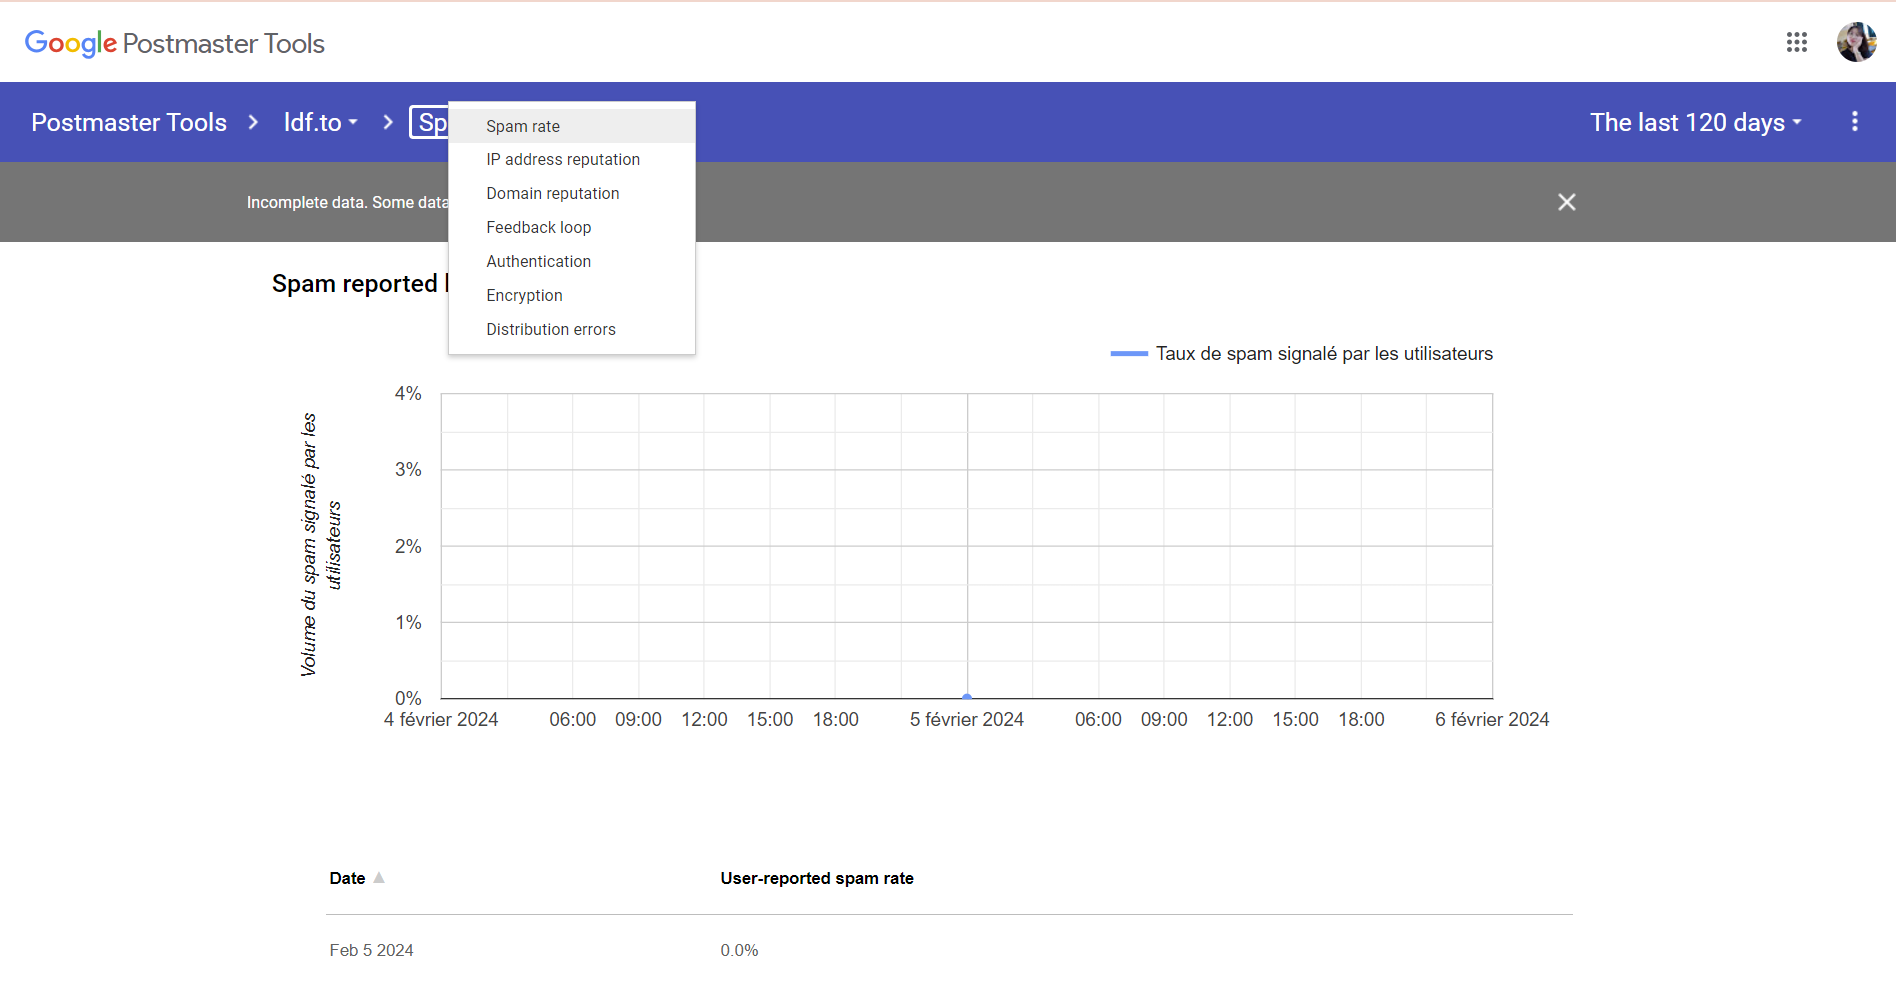 Google Postmaster Tools
Postmaster Tools > ldf.to > Sp
The last 120 days
Spam rate
IP address reputation
Domain reputation
Feedback loop
Authentication
Encryption
Distribution errors
Incomplete data. Some data
Spam reported
Taux de spam signalé par les utilisateurs
Volume du spam signalé par les
utilisateurs
4%
3%
2%
1%
0%
4 février 2024 06:00 09:00 12:00 15:00 18:00 5 février 2024 06:00 09:00 12:00 15:00 18:00 6 février 2024
Date User-reported spam rate
Feb 5 2024 0.0%